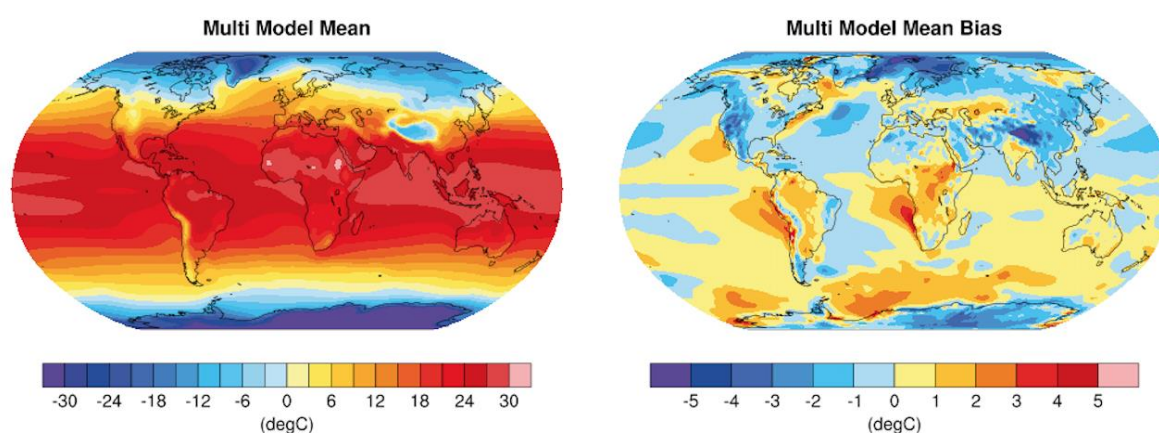 Multi Model Mean
Multi Model Mean Bias
-30 -24 -18 -12 -6 0 6 12 18 24 30
-5 -4 -3 -2 -1 0 1 2 3 4 5
(degC)
(degC)